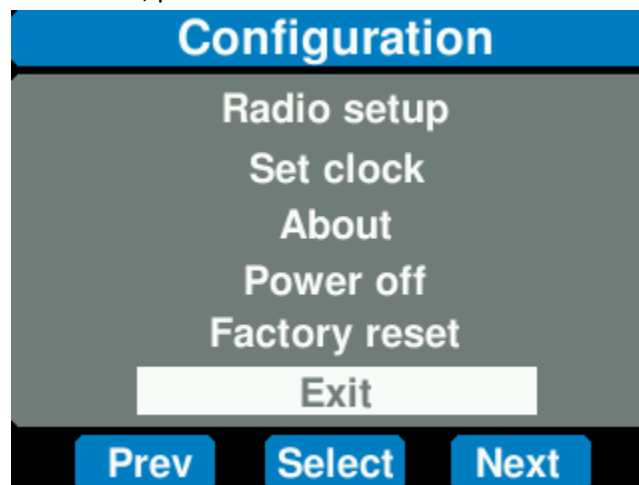 Configuration
Radio setup
Set clock
About
Power off
Factory reset
Exit
Prev Select Next